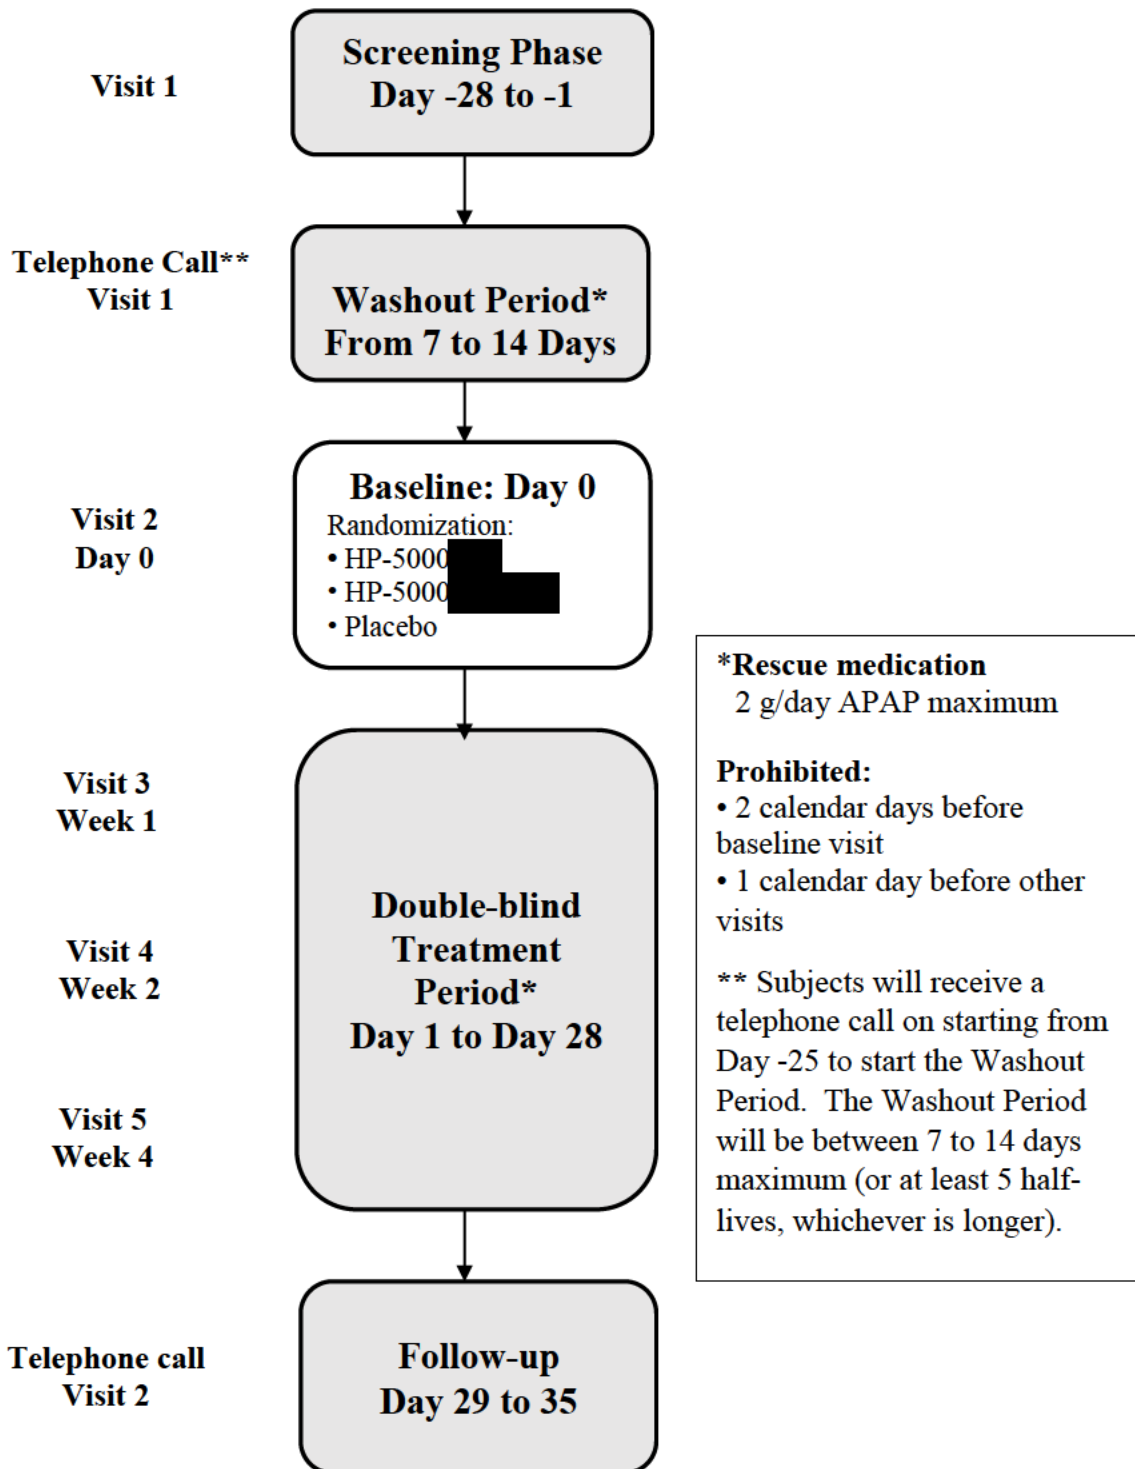 Visit 1
Screening Phase
Day -28 to -1
Telephone Call**
Visit 1
Washout Period*
From 7 to 14 Days
Visit 2
Day 0
Baseline: Day 0
Randomization:
• HP-5000
• HP-5000
• Placebo
Visit 3
Week 1
Visit 4
Week 2
Visit 5
Week 4
Double-blind
Treatment
Period*
Day 1 to Day 28
*Rescue medication
2 g/day APAP maximum
Prohibited:
• 2 calendar days before
baseline visit
• 1 calendar day before other
visits
** Subjects will receive a
telephone call on starting from
Day -25 to start the Washout
Period.  The Washout Period
will be between 7 to 14 days
maximum (or at least 5 half-
lives, whichever is longer).
Telephone call
Visit 2
Follow-up
Day 29 to 35